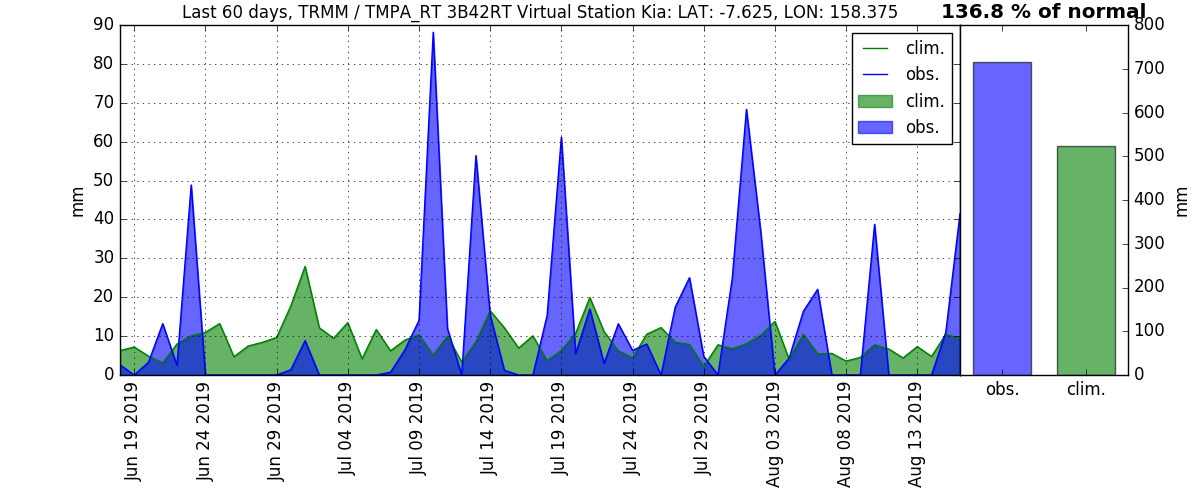 Last 60 days, TRMM / TMPA_RT 3B42RT Virtual Station Kia: LAT: -7.625, LON: 158.375
136.8 % of normal
90
80
70
60
50
40
30
20
10
0
mm
clim.
obs.
clim.
obs.
Jun 19 2019
Jun 24 2019
Jun 29 2019
Jul 04 2019
Jul 09 2019
Jul 14 2019
Jul 19 2019
Jul 24 2019
Jul 29 2019
Aug 03 2019
Aug 08 2019
Aug 13 2019
800
700
600
500
400
300
200
100
0
mm
obs.
clim.